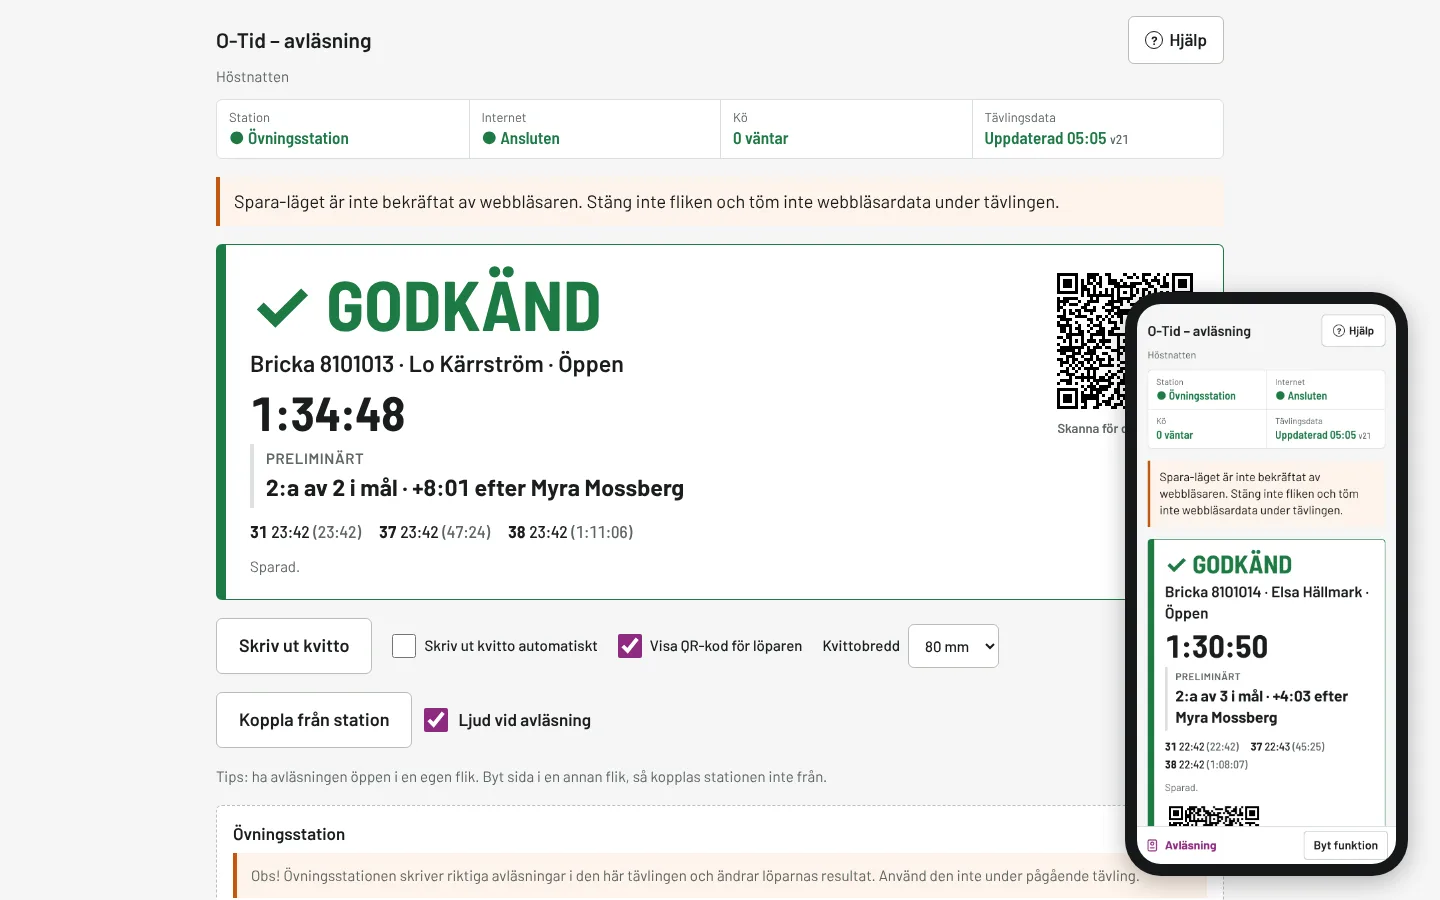 O-Tid – avläsning
Hjälp
Höstnatten
Station
Övningsstation
Internet
Ansluten
Kö
0 väntar
Tävlingsdata
Uppdaterad 05:05 v21
Spara-läget är inte bekräftat av webbläsaren. Stäng inte fliken och töm inte webbläsardata under tävlingen.
GODKÄND
Bricka 8101013 · Lo Kärrström · Öppen
1:34:48
PRELIMINÄRT
2:a av 2 i mål · +8:01 efter Myra Mossberg
31 23:42 (23:42) 37 23:42 (47:24) 38 23:42 (1:11:06)
Sparad.
Skanna för
Skriv ut kvitto
Skriv ut kvitto automatiskt
Visa QR-kod för löparen
Kvittobredd
80 mm
Koppla från station
Ljud vid avläsning
Tips: ha avläsningen öppen i en egen flik. Byt sida i en annan flik, så kopplas stationen inte från.
Övningsstation
Obs! Övningsstationen skriver riktiga avläsningar i den här tävlingen och ändrar löparnas resultat. Använd den inte under pågående tävling.
O-Tid – avläsning
Hjälp
Höstnatten
Station
Övningsstation
Internet
Ansluten
Kö
0 väntar
Tävlingsdata
Uppdaterad 05:05 v21
Spara-läget är inte bekräftat av
webbläsaren. Stäng inte fliken och töm
inte webbläsardata under tävlingen.
GODKÄND
Bricka 8101014 · Elsa Hällmark ·
Öppen
1:30:50
PRELIMINÄRT
2:a av 3 i mål · +4:03 efter
Myra Mossberg
31 22:42 (22:42) 37 22:43 (45:25)
38 22:42 (1:08:07)
Sparad.
Avläsning
Byt funktion